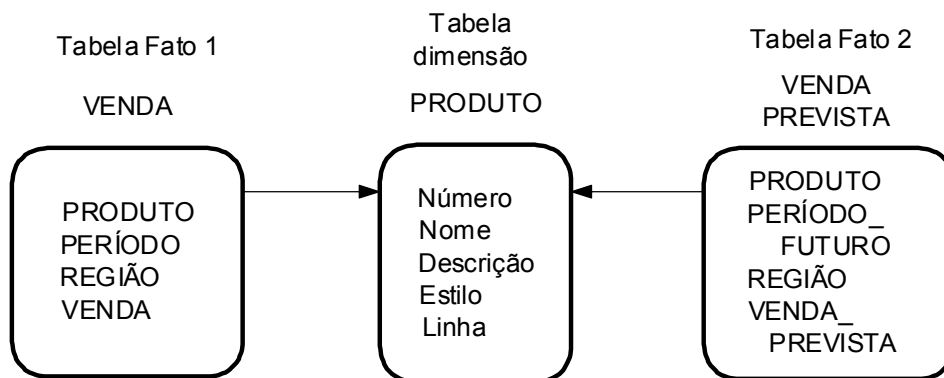 Tabela Fato 1
VENDA
PRODUTO
PERÍODO
REGIÃO
VENDA
Tabela
dimensão
PRODUTO
Número
Nome
Descrição
Estilo
Linha
Tabela Fato 2
VENDA
PREVISTA
PRODUTO
PERÍODO_
FUTURO
REGIÃO
VENDA_
PREVISTA